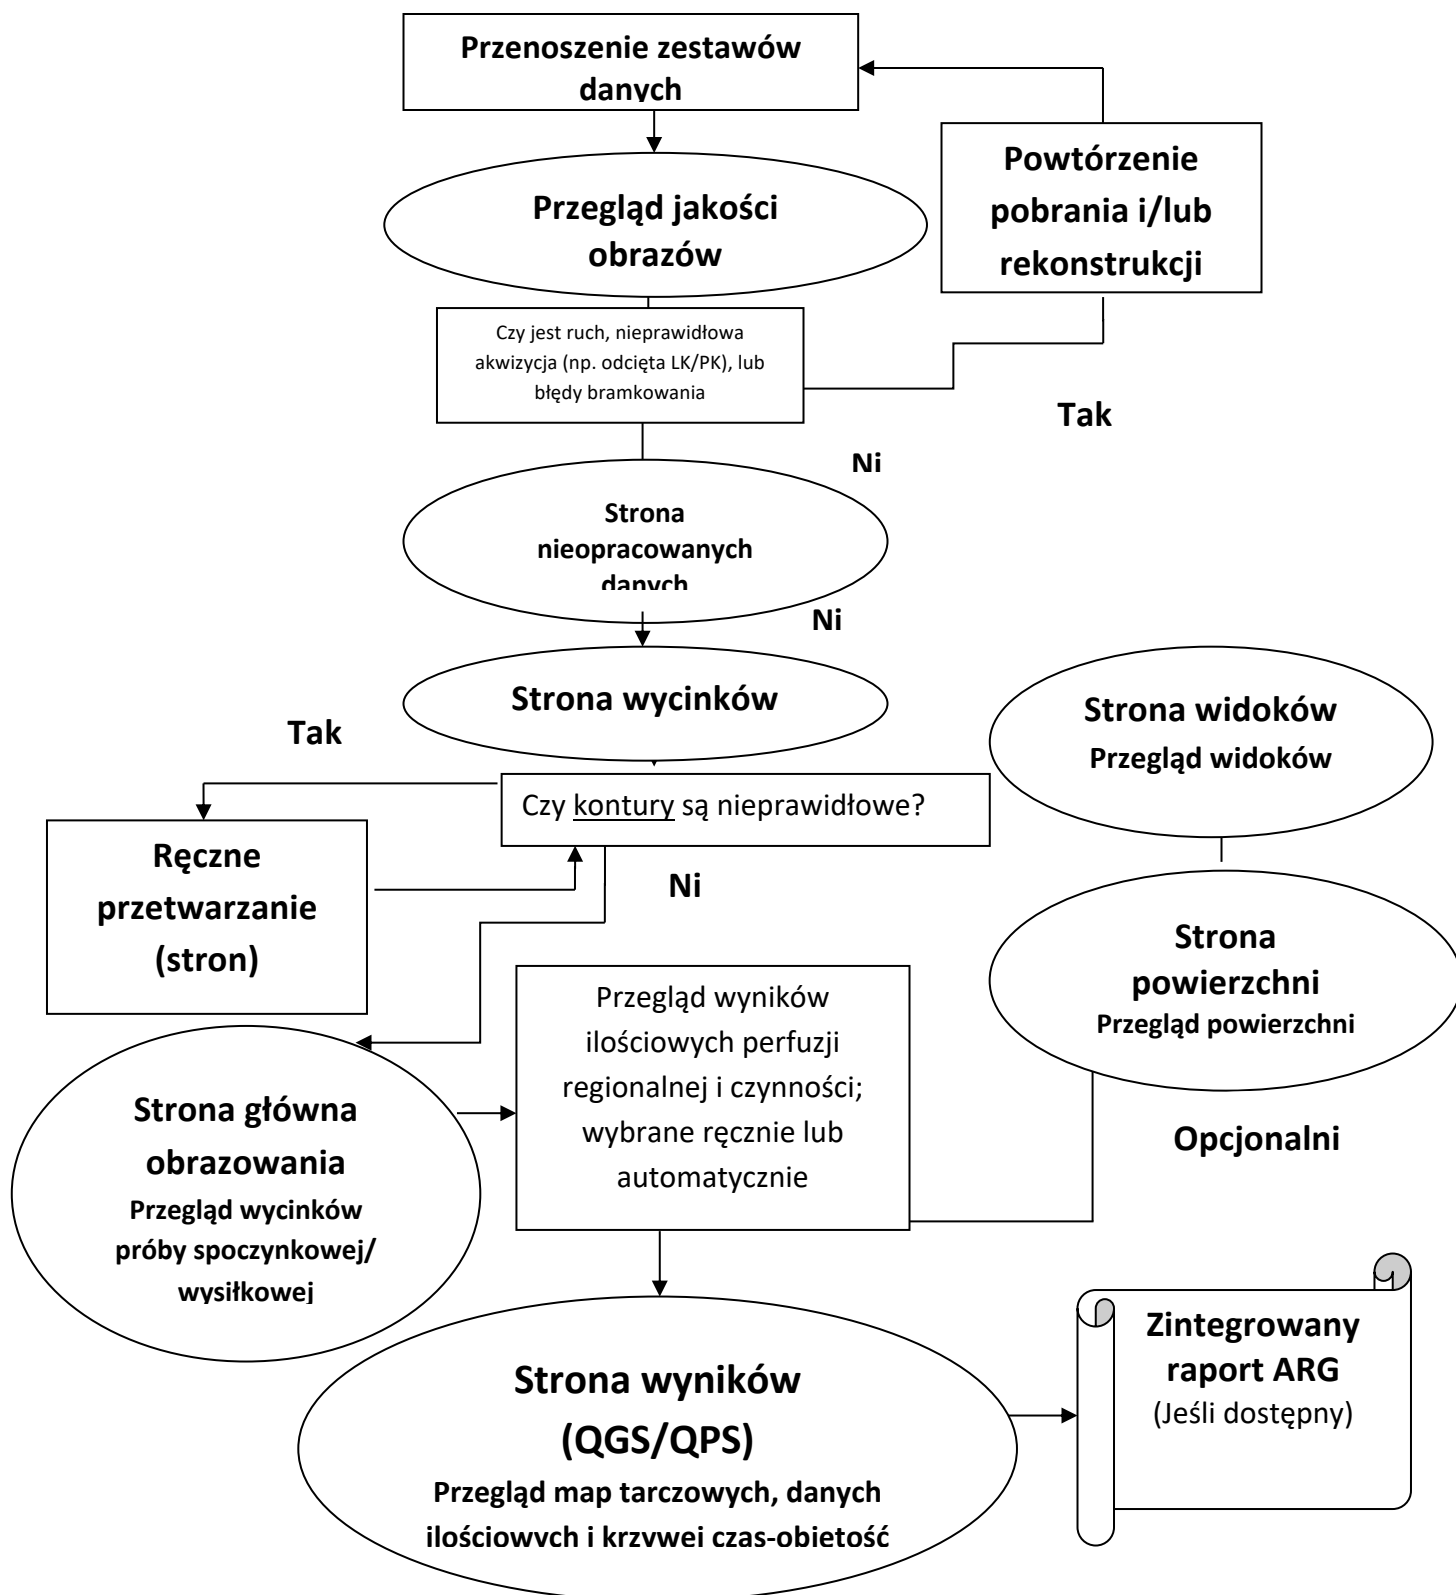 Przenoszenie zestawów
danych
Powtórzenie
pobrania i/lub
rekonstrukcji
Przegląd jakości
obrazów
Czy jest ruch, nieprawidłowa
akwizycja (np. odcięta LK/PK), lub
błędy bramkowania
Tak
Ni
Strona
nieopracowanych
danych
Ni
Strona wycinków
Tak
Strona widoków
Przegląd widoków
Czy kontury są nieprawidłowe?
Ręczne
przetwarzanie
(stron)
Ni
Strona
powierzchni
Przegląd powierzchni
Przegląd wyników
ilościowych perfuzji
regionalnej i czynności;
wybrane ręcznie lub
automatycznie
Opcjonalni
Strona główna
obrazowania
Przegląd wycinków
próby spoczynkowej/
wysiłkowej
Strona wyników
(QGS/QPS)
Przegląd map tarczowych, danych
ilościowych i krzywej czas-objętość
Zintegrowany
raport ARG
(Jeśli dostępny)